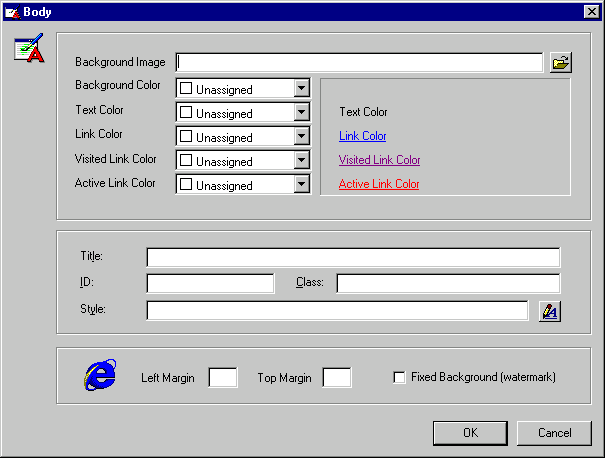 Body
Background Image
Background Color Unassigned
Text Color Unassigned Text Color
Link Color Unassigned Link Color
Visited Link Color Unassigned Visited Link Color
Active Link Color Unassigned Active Link Color
Title:
ID: Class:
Style:
Left Margin Top Margin Fixed Background (watermark)
OK Cancel